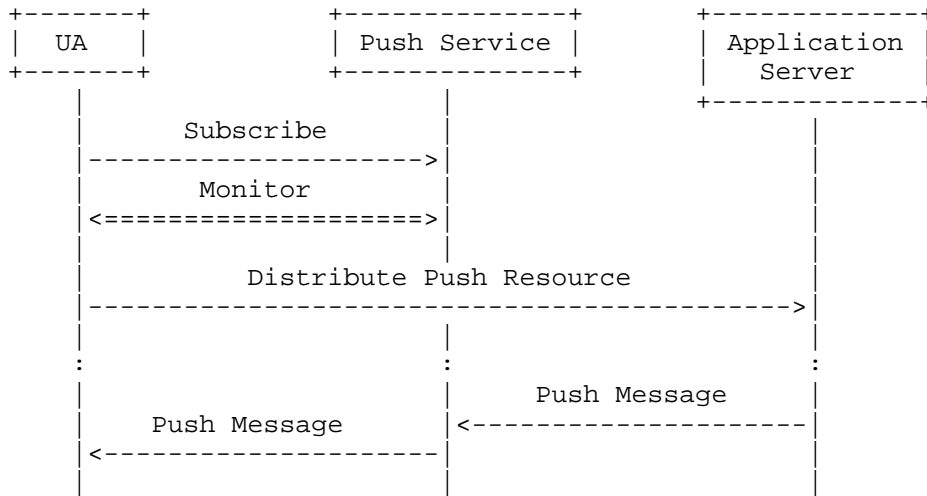 UA
Push Service
Application
Server
Subscribe
Monitor
Distribute Push Resource
:
:
:
Push Message
Push Message